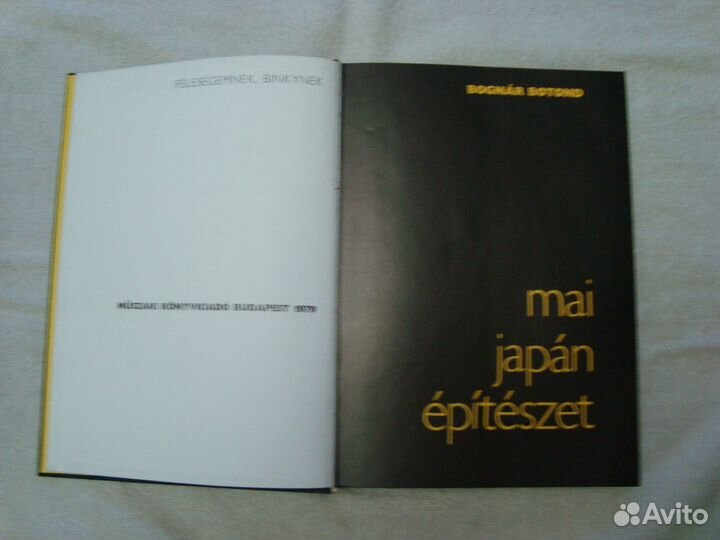 FELESÉGEMNEK, BINKYNEK
MŰSZAKI KÖNYVKIADÓ BUDAPEST 1979
BOGNÁR BOTOND
mai
japán
építészet
Avito